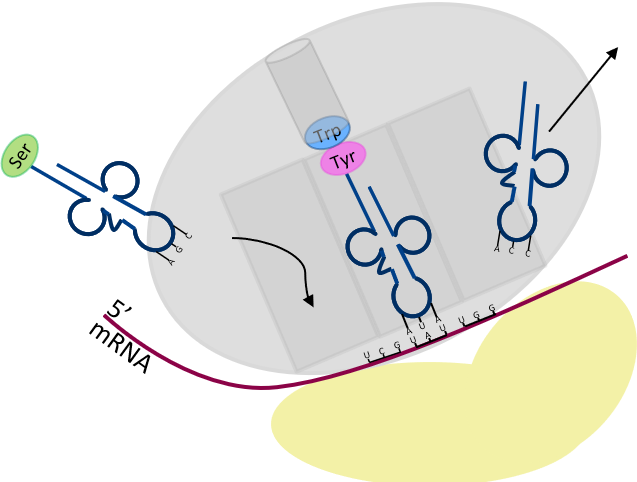 Trp
Ser
Tyr
A G C
A C C
5’
mRNA
A U A
U C G U A U U G G